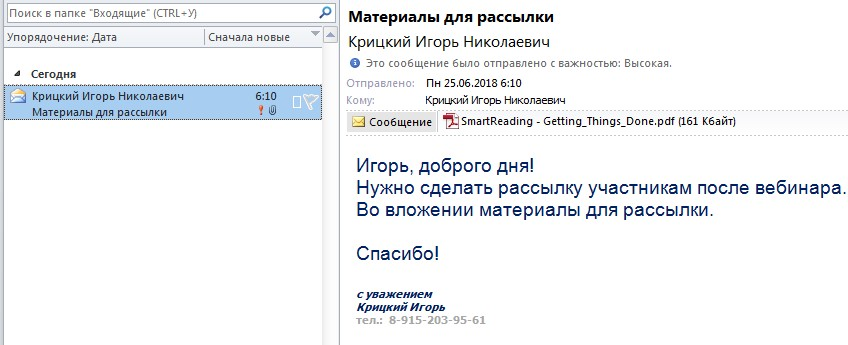 Поиск в папке "Входящие" (CTRL+У)
Упорядочение: Дата Сначала новые
Сегодня
Крицкий Игорь Николаевич 6:10
Материалы для рассылки
Материалы для рассылки
Крицкий Игорь Николаевич
Это сообщение было отправлено с важностью: Высокая.
Отправлено: Пн 25.06.2018 6:10
Кому: Крицкий Игорь Николаевич
Сообщение SmartReading - Getting_Things_Done.pdf (161 Кбайт)
Игорь, доброго дня!
Нужно сделать рассылку участникам после вебинара.
Во вложении материалы для рассылки.
Спасибо!
с уважением
Крицкий Игорь
тел.: 8-915-203-95-61